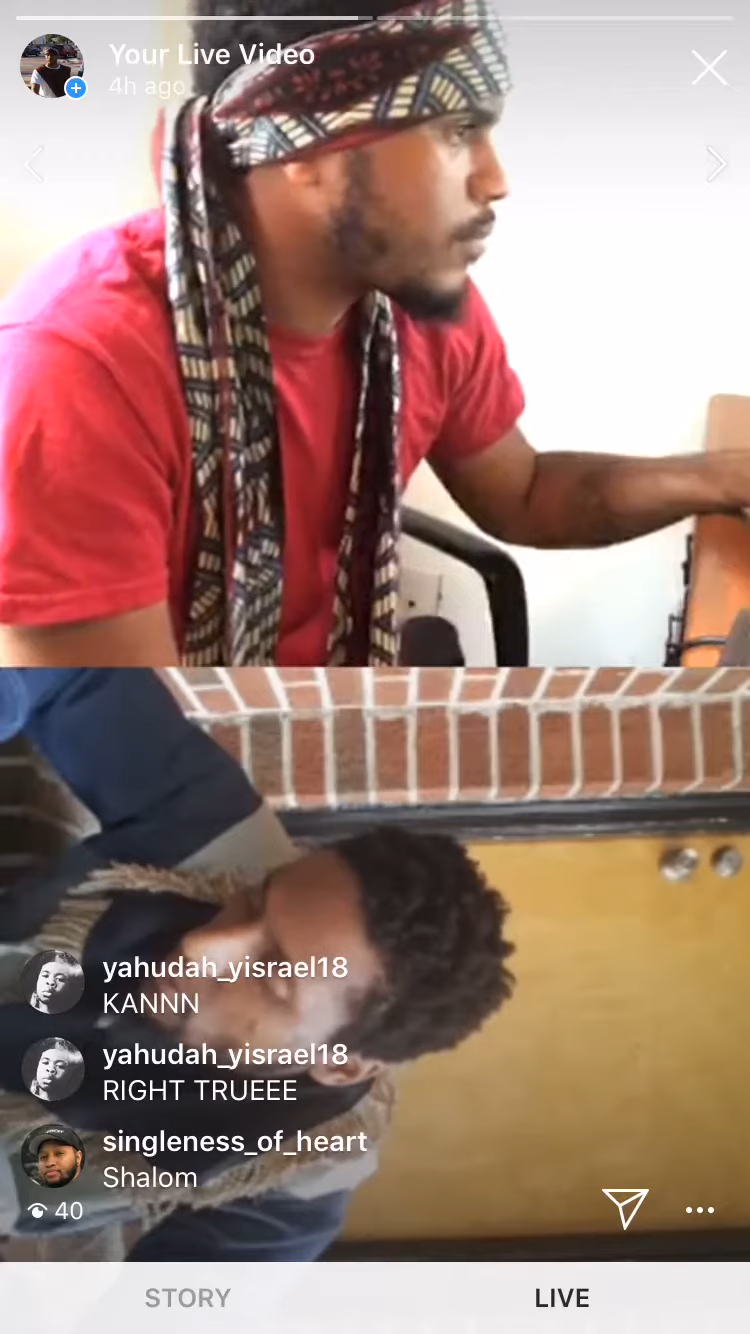 Your Live Video
4h ago
yahudah_yisrael18
KANNN
yahudah_yisrael18
RIGHT TRUEEE
singleness_of_heart
Shalom
40
STORY
LIVE